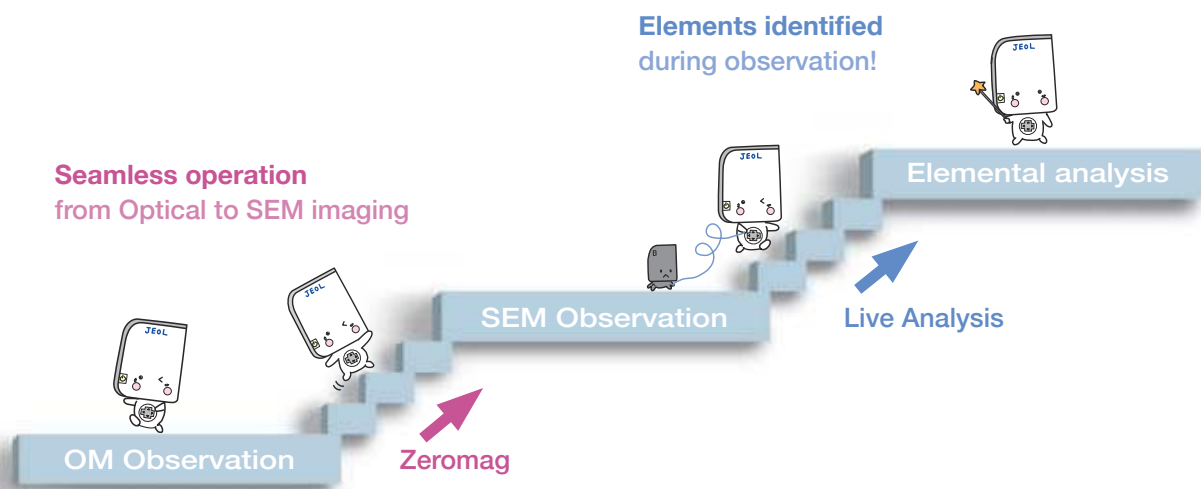 Elements identified
during observation!
JEOL
Elemental analysis
JEOL
Seamless operation
from Optical to SEM imaging
JEOL
SEM Observation
Live Analysis
JEOL
OM Observation
Zeromag